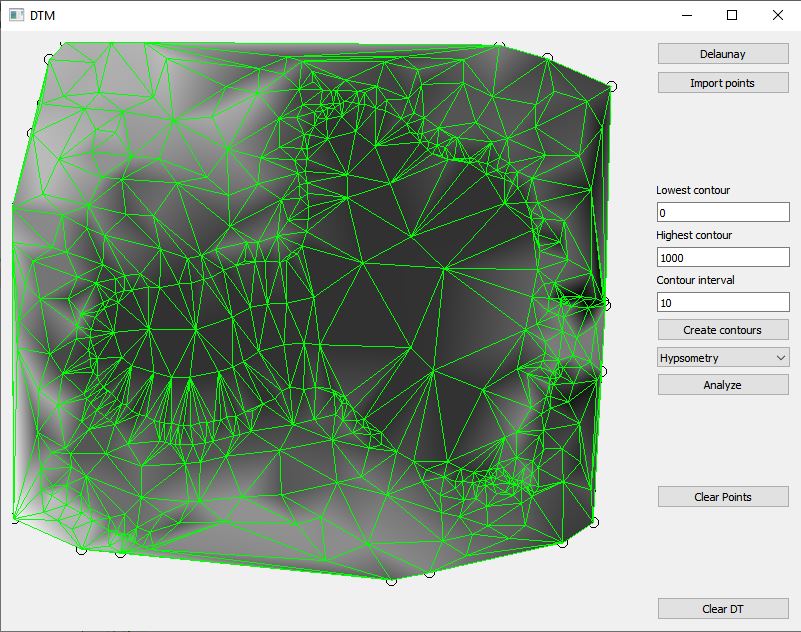 DTM
Delaunay
Import points
Lowest contour
0
Highest contour
1000
Contour interval
10
Create contours
Hypsometry
Analyze
Clear Points
Clear DT